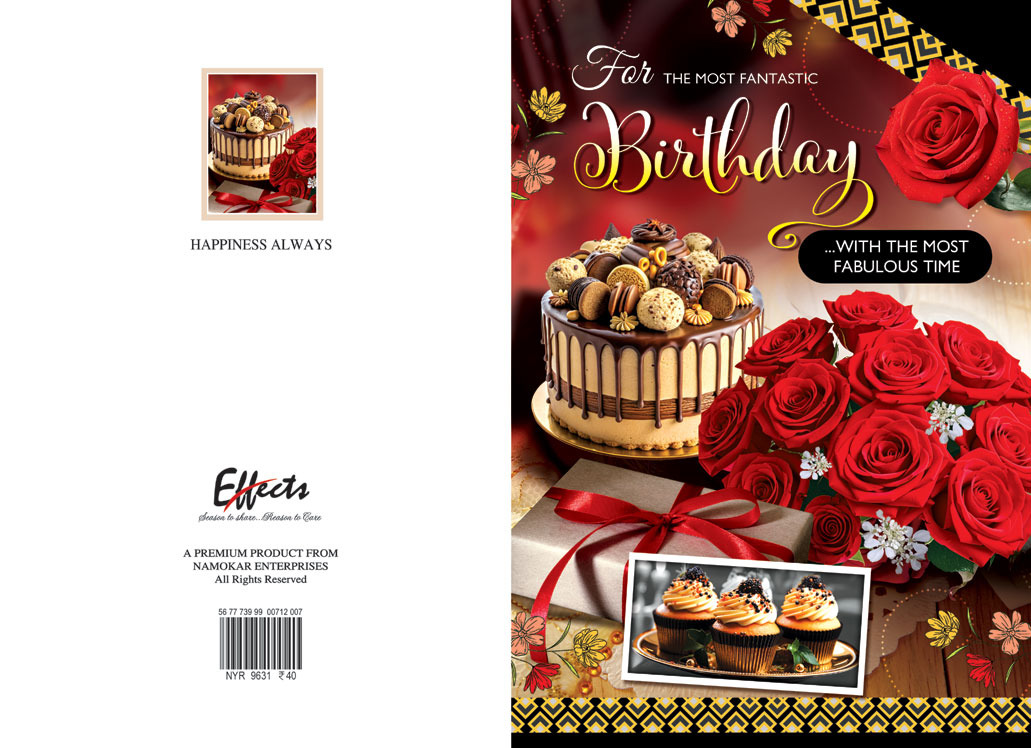 HAPPINESS ALWAYS
Effects
Season to share...Reason to Care
A PREMIUM PRODUCT FROM
NAMOKAR ENTERPRISES
All Rights Reserved
56 77 739 99 00712 007
NYR 9631 ₹ 40
For THE MOST FANTASTIC
Birthday
...WITH THE MOST
FABULOUS TIME